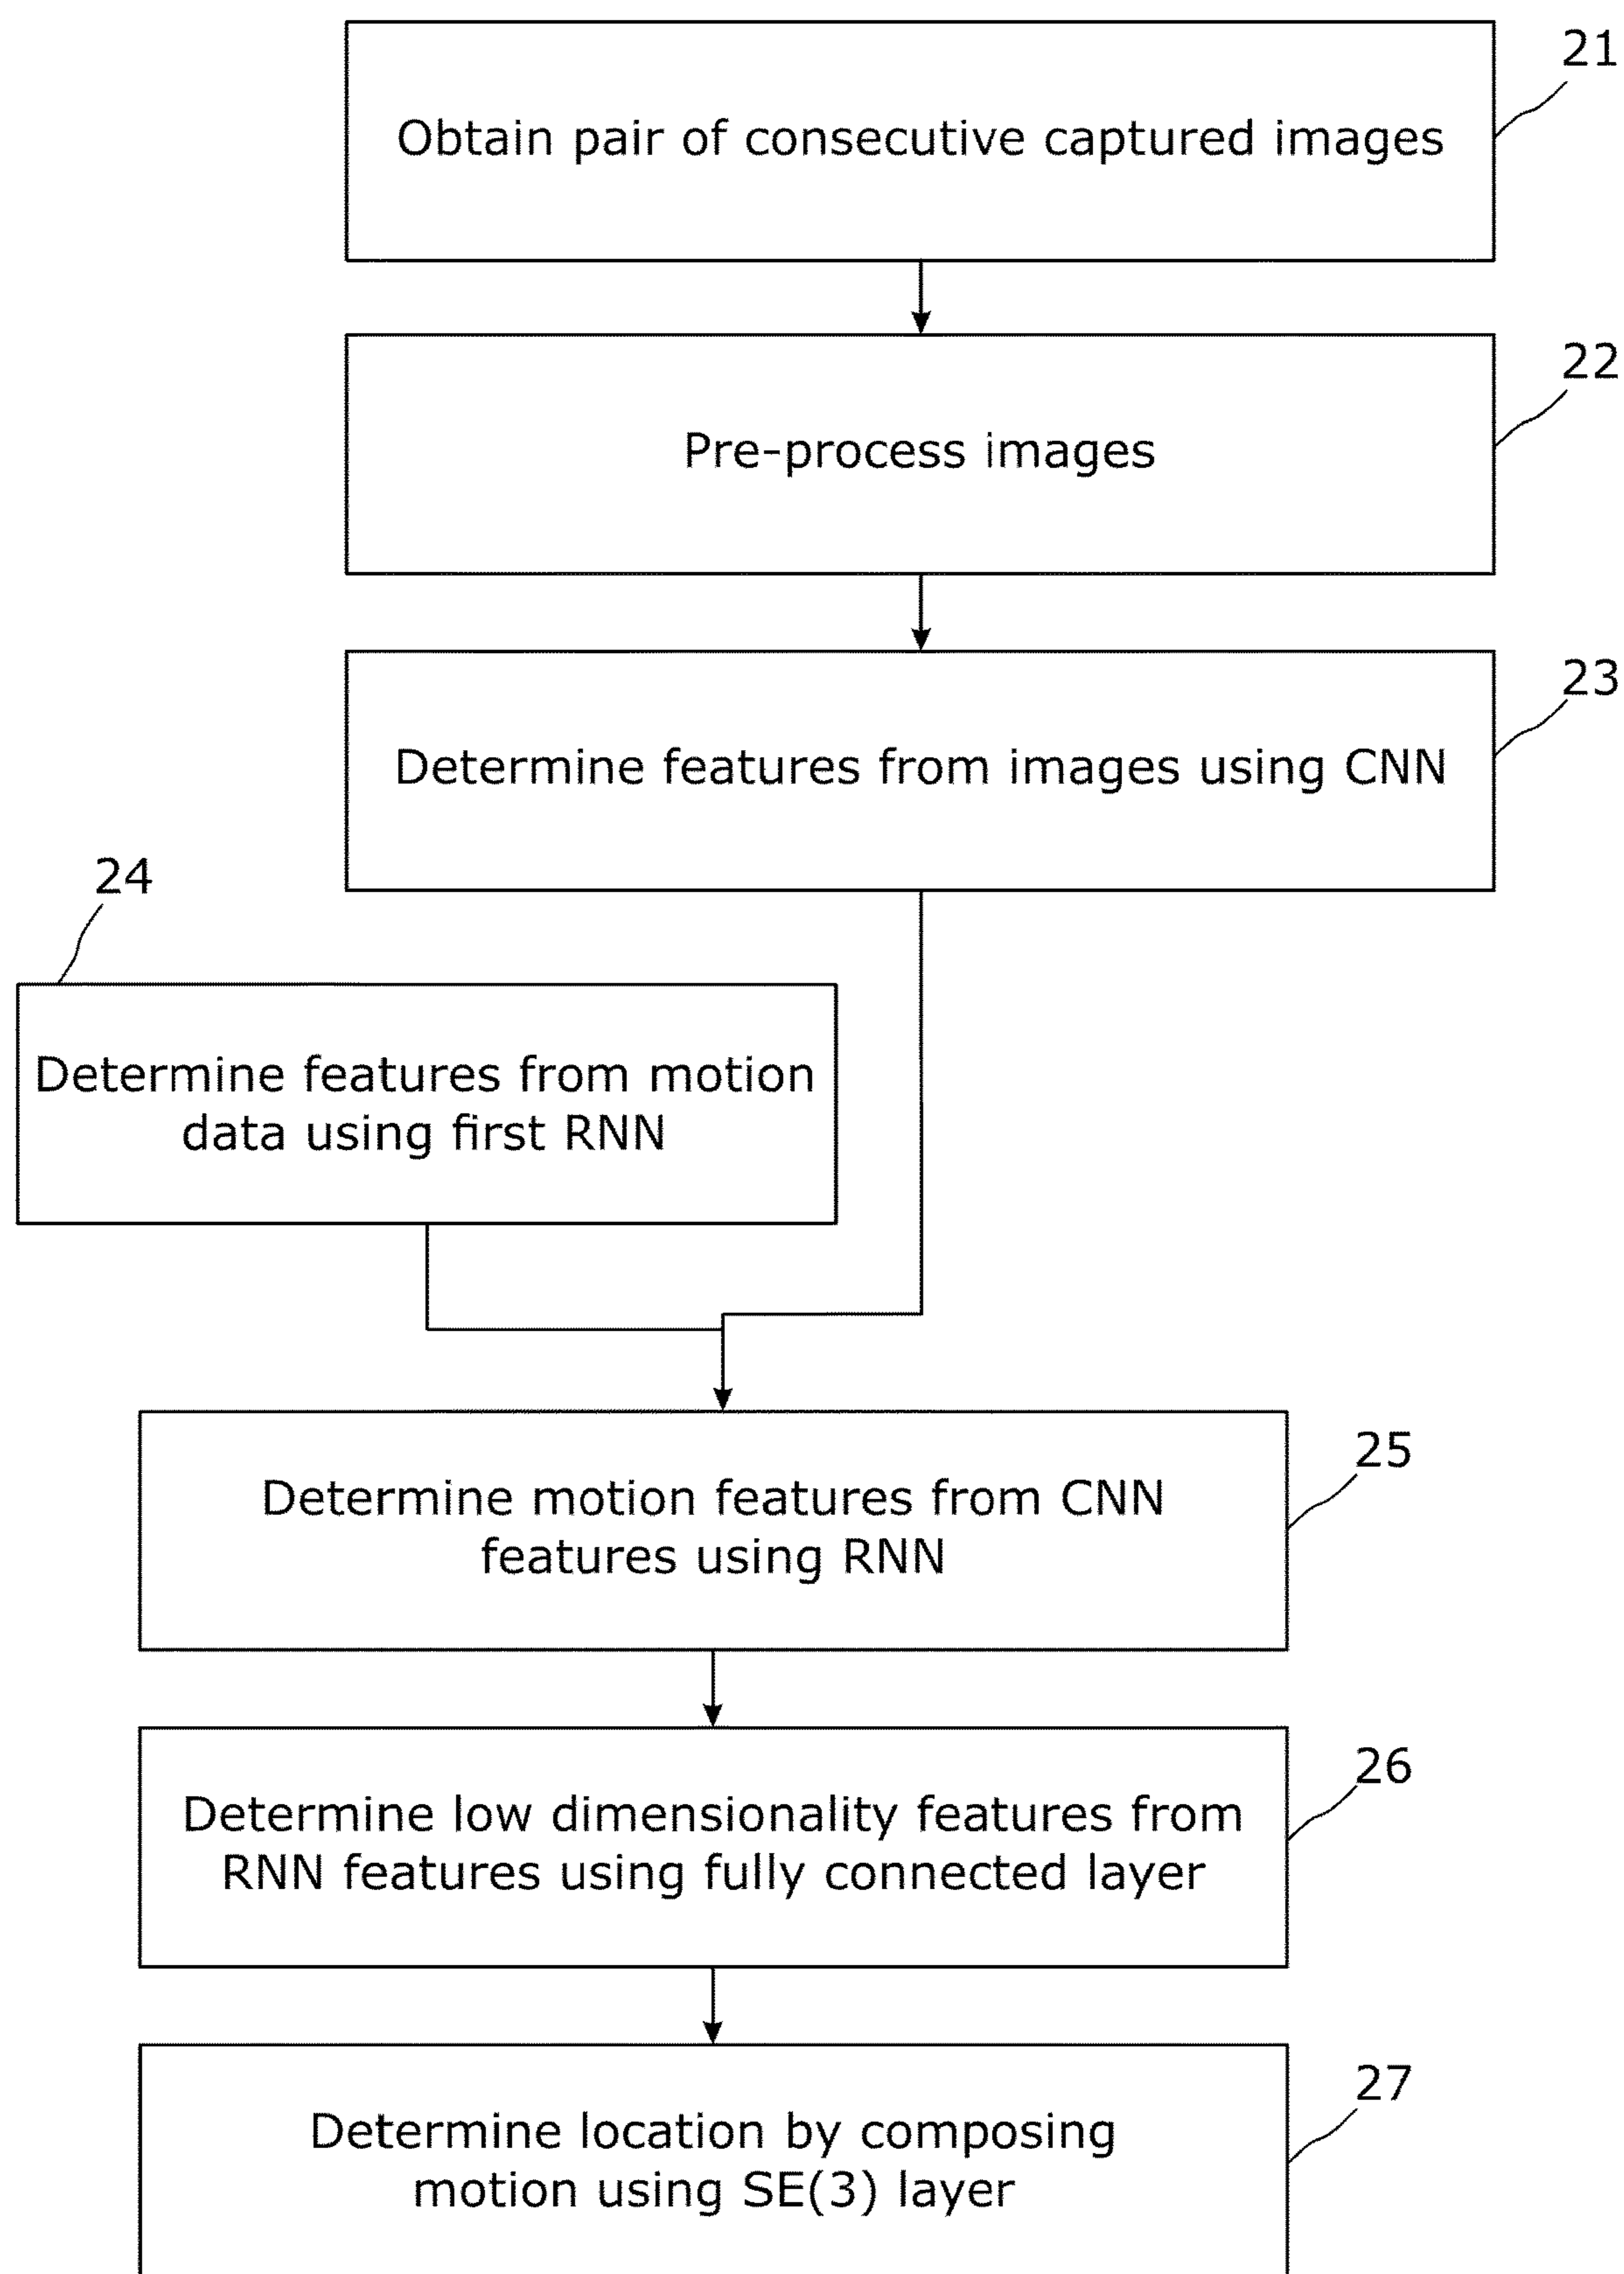 21
Obtain pair of consecutive captured images
22
Pre-process images
23
Determine features from images using CNN
24
Determine features from motion
data using first RNN
25
Determine motion features from CNN
features using RNN
26
Determine low dimensionality features from
RNN features using fully connected layer
27
Determine location by composing
motion using SE(3) layer